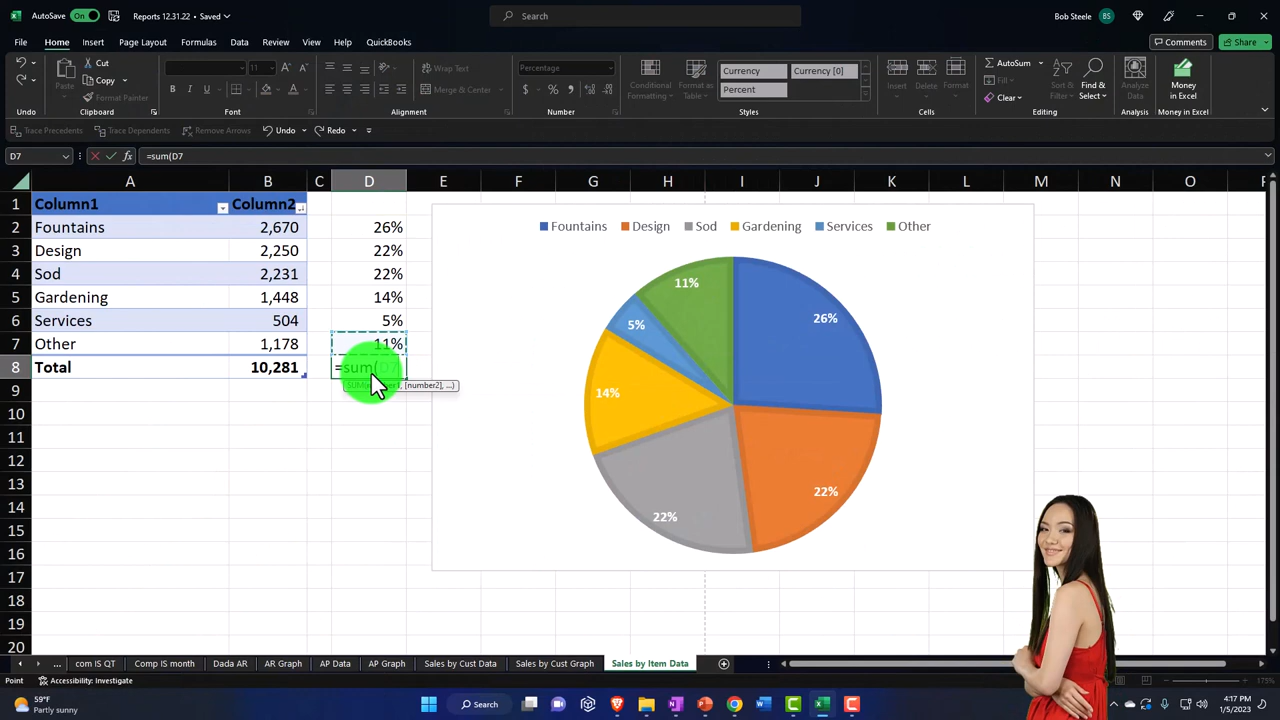 AutoSave On Reports 12.31.22 • Saved Search Bob Steele BS
File Home Insert Page Layout Formulas Data Review View Help QuickBooks Comments Share
Cut 11 Wrap Text Percentage Currency Currency [0] AutoSum Fill Clear
Paste Copy Format Painter Merge & Center Percent
Conditional Formatting Format as Table Insert Delete Format Sort & Filter Find & Select Analyze Data Money in Excel
Undo Clipboard Font Alignment Number Styles Cells Editing Analysis Money in Excel
Trace Precedents Trace Dependents Remove Arrows Undo Redo
D7 fx =sum(D7
A B C D E F G H I J K L M N O
1 Column1 Column2
2 Fountains 2,670 26%
3 Design 2,250 22%
4 Sod 2,231 22%
5 Gardening 1,448 14%
6 Services 504 5%
7 Other 1,178 11%
8 Total 10,281 =sum(D7
[number2], ...)
9
10
11
12
13
14
15
16
17
18
19
20
Fountains Design Sod Gardening Services Other
11%
26%
5%
14%
22%
22%
... com IS QT Comp IS month Dada AR AR Graph AP Data AP Graph Sales by Cust Data Sales by Cust Graph Sales by Item Data
Point Accessibility: Investigate 175%
59°F
Partly sunny
Search
4:17 PM
1/5/2023